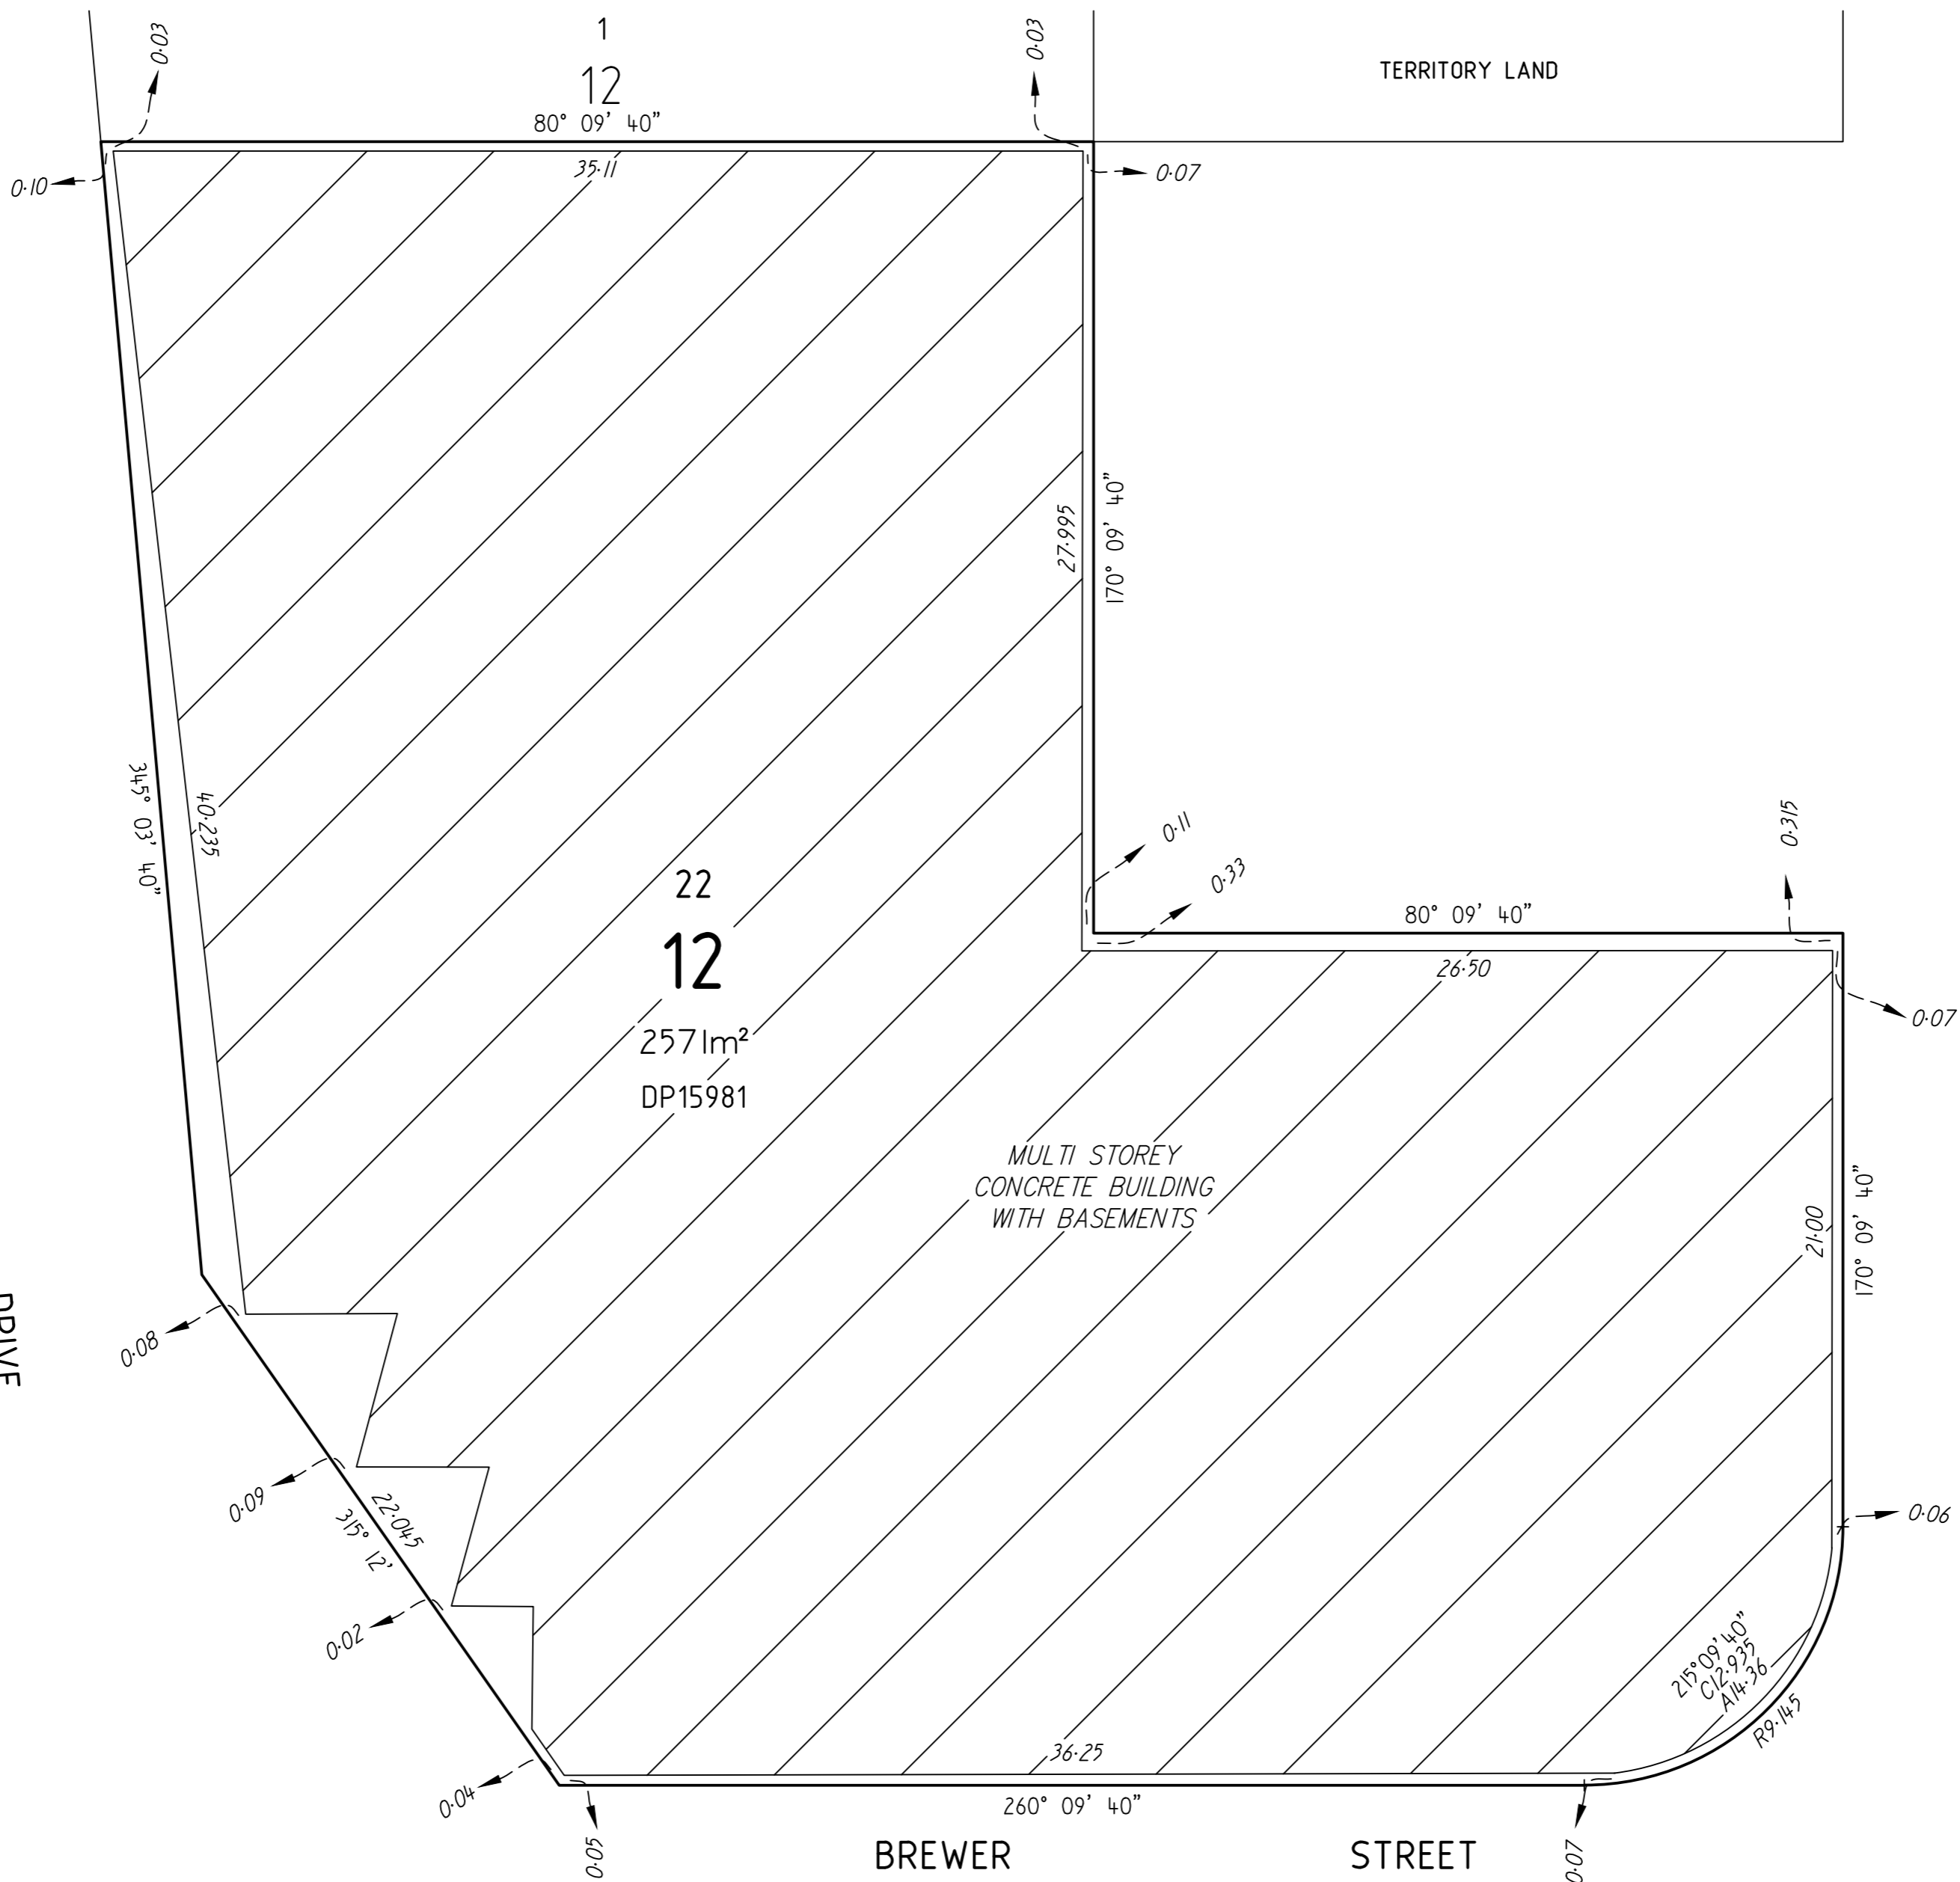 1
12
TERRITORY LAND
0·03
0·03
80° 09' 40"
35·11
0·10
0·07
27·995
170° 09' 40"
345° 03' 40"
40·235
0·11
0·33
0·315
80° 09' 40"
26·50
0·07
22
12
2571m²
DP15981
MULTI STOREY
CONCRETE BUILDING
WITH BASEMENTS
21·00
170° 09' 40"
DRIVE
0·08
0·09
22·045
315° 12'
0·02
0·06
215°09'40"
C12·935
A14·36
R9·145
0·04
0·05
36·25
260° 09' 40"
0·07
BREWER STREET